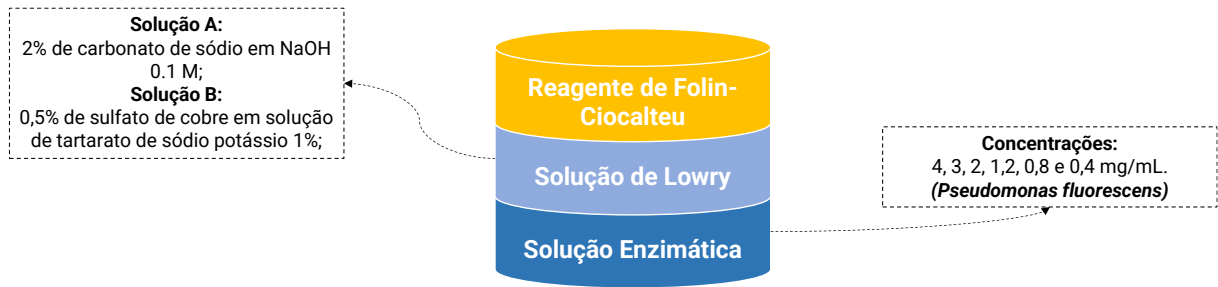 Solução A:
2% de carbonato de sódio em NaOH
0.1 M;
Solução B:
0,5% de sulfato de cobre em solução
de tartarato de sódio potássio 1%;
Reagente de Folin-
Ciocalteu
Solução de Lowry
Solução Enzimática
Concentrações:
4, 3, 2, 1,2, 0,8 e 0,4 mg/mL.
(Pseudomonas fluorescens)